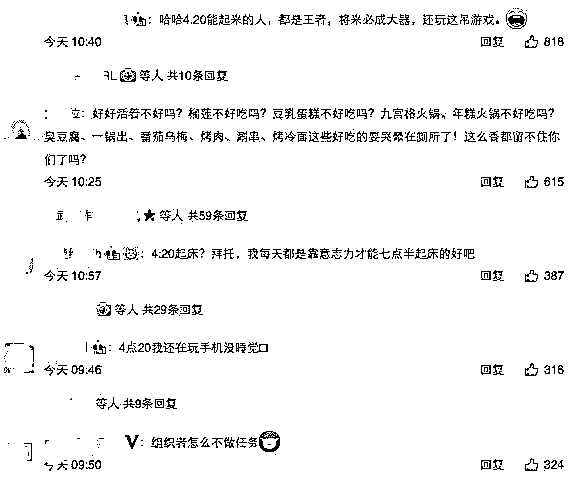 ：哈哈4.20能起来的人，都是王者，将来必成大器，还玩这吊游戏。
今天 10:40 回复 818
等人 共10条回复
：好好活着不好吗？榴莲不好吃吗？豆乳蛋糕不好吃吗？九宫格火锅、年糕火锅不好吃吗？
臭豆腐、一锅出、番茄乌梅、烤肉、涮串、烤冷面这些好吃的要哭晕在厕所了！这么香都留不住你
们了吗？
今天 10:25 回复 615
等人 共59条回复
：4:20起床？拜托，我每天都是靠意志力才能七点半起床的好吧
今天 10:57 回复 387
等人 共29条回复
：4点20我还在玩手机没睡觉口
今天 09:46 回复 316
等人 共9条回复
V：组织者怎么不做任务
今天 09:50 回复 324